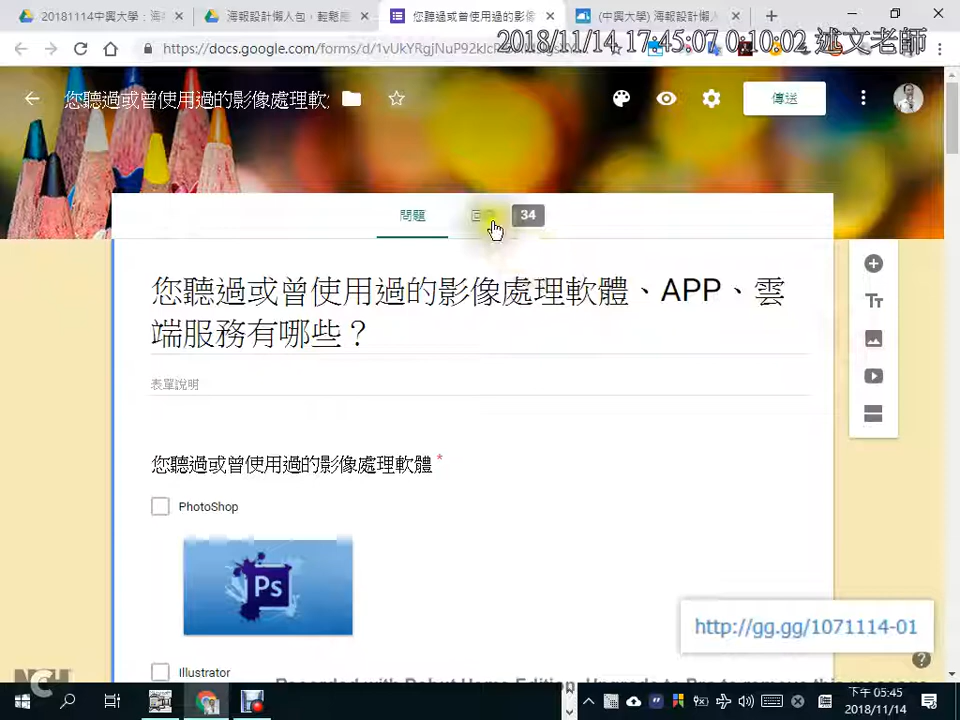 20181114中興大學：海報
海報設計懶人包，輕鬆
您聽過或曾使用過的影像
(中興大學) 海報設計懶人
https://docs.google.com/forms/d/1vUkYRgjNuP92kJcP
2018/11/14 17:45:07 0:10:02 述文老師
您聽過或曾使用過的影像處理軟
傳送
問題
34
您聽過或曾使用過的影像處理軟體、APP、雲
端服務有哪些？
表單說明
您聽過或曾使用過的影像處理軟體 *
PhotoShop
Ps
http://gg.gg/1071114-01
Illustrator
NCH
Recorded with Debut Home Edition. Upgrade to Pro to remove this message
下午 05:45
2018/11/14